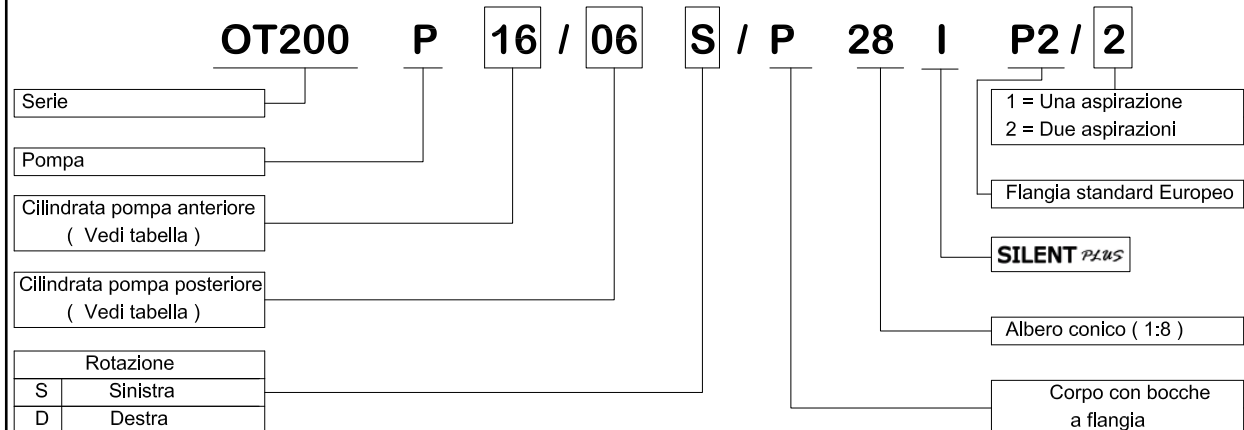 OT200 P 16 / 06 S / P 28 I P2 / 2
Serie
Pompa
Cilindrata pompa anteriore
( Vedi tabella )
Cilindrata pompa posteriore
( Vedi tabella )
Rotazione
S Sinistra
D Destra
1 = Una aspirazione
2 = Due aspirazioni
Flangia standard Europeo
SILENT PLUS
Albero conico ( 1:8 )
Corpo con bocche
a flangia